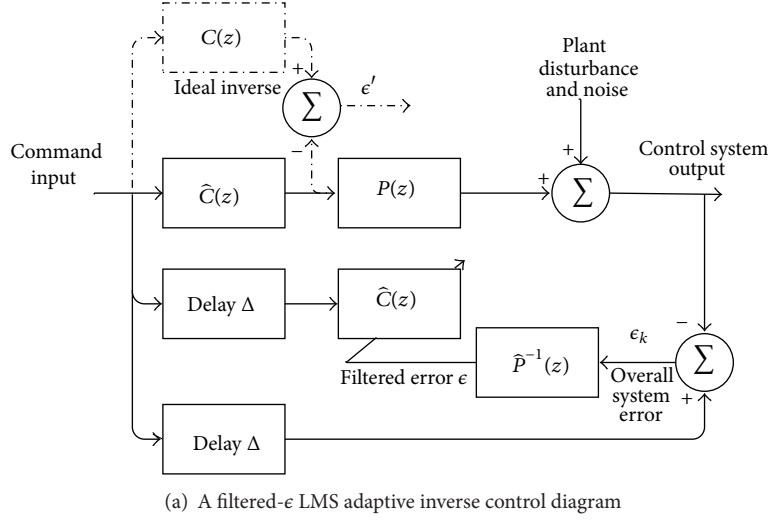 C(z)
Ideal inverse
+
∑
ϵ′
−
Plant
disturbance
and noise
Command
input
Ĉ(z)
P(z)
+
+
∑
Control system
output
Delay Δ
Ĉ(z)
−
∑
+
ϵk
Overall
system
error
P̂⁻¹(z)
Filtered error ϵ
Delay Δ
(a) A filtered-ϵ LMS adaptive inverse control diagram